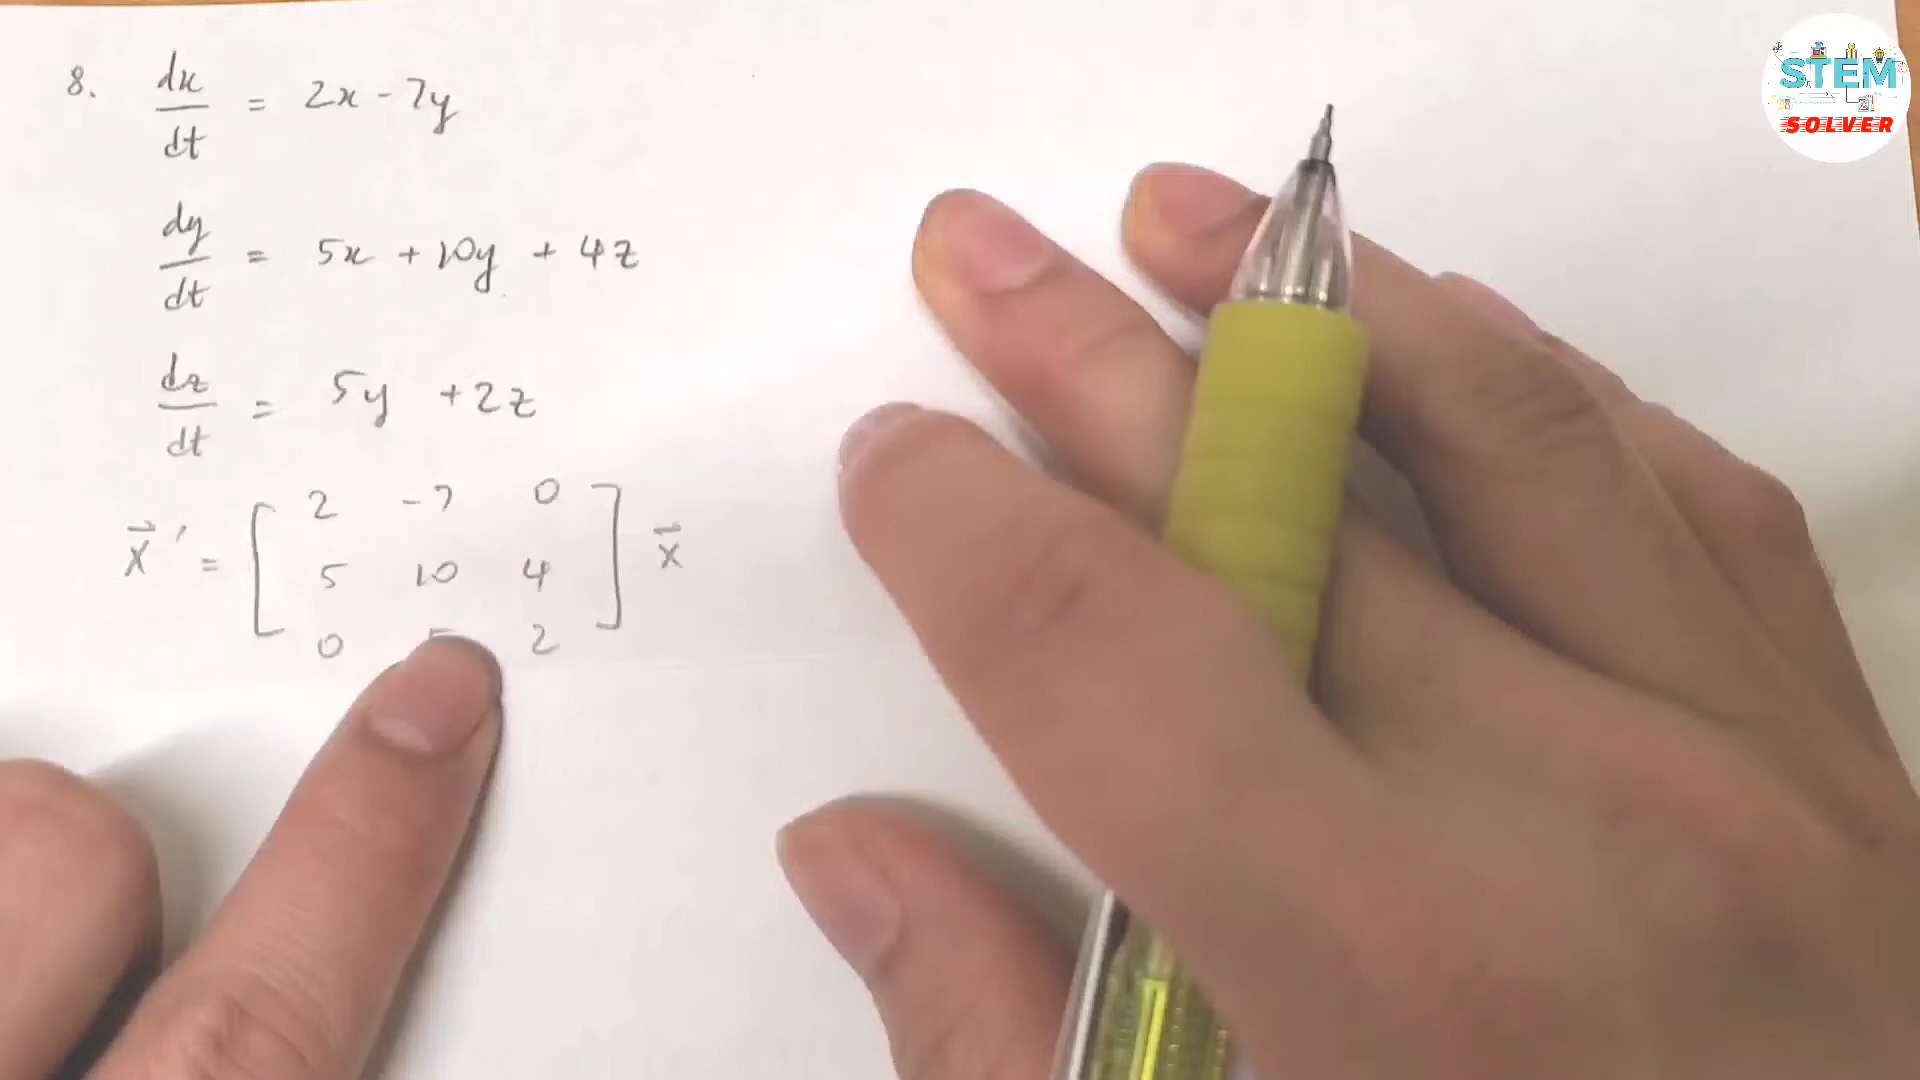 8. dx/dt = 2x - 7y
dy/dt = 5x + 10y + 4z
dz/dt = 5y + 2z
x⃗' = [ 2 -7 0
5 10 4
0 5 2 ] x⃗
STEM
SOLVER